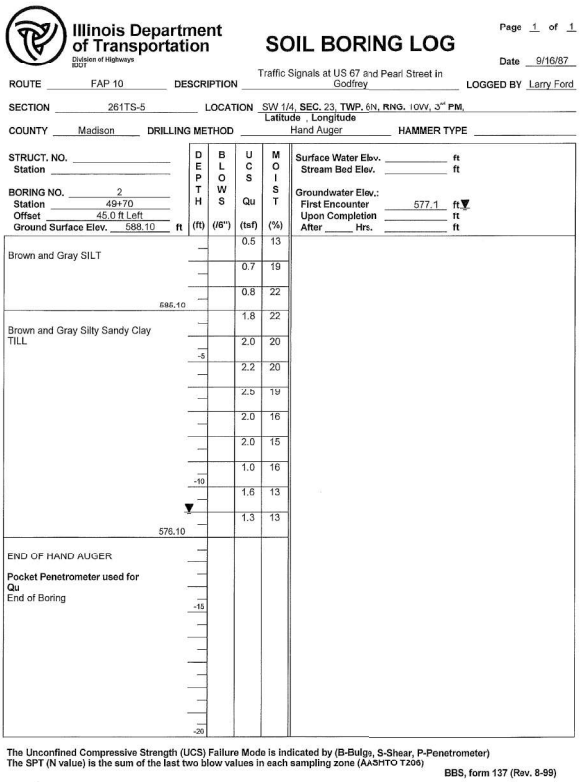 Illinois Department
of Transportation
Division of Highways
IDOT
SOIL BORING LOG
Page 1 of 1
Date 9/16/87
ROUTE FAP 10 DESCRIPTION Traffic Signals at US 67 and Pearl Street in
Godfrey LOGGED BY Larry Ford
SECTION 261TS-5 LOCATION SW 1/4, SEC. 23, TWP. 6N, RNG. 10W, 3rd PM,
Latitude , Longitude
COUNTY Madison DRILLING METHOD Hand Auger HAMMER TYPE
STRUCT. NO.
Station
BORING NO. 2
Station 49+70
Offset 45.0 ft Left
Ground Surface Elev. 588.10 ft
DEPTH (ft)
BLOWS (/6")
UCS Qu (tsf)
MOIST (%)
Surface Water Elev. ft
Stream Bed Elev. ft
Groundwater Elev.:
First Encounter 577.1 ft
Upon Completion ft
After Hrs. ft
0.5 13
Brown and Gray SILT
0.7 19
0.8 22
585.10
1.8 22
Brown and Gray Silty Sandy Clay
TILL
2.0 20
-5
2.2 20
2.5 19
2.0 16
2.0 15
1.0 16
-10
1.6 13
1.3 13
576.10
END OF HAND AUGER
Pocket Penetrometer used for
Qu
End of Boring
-15
-20
The Unconfined Compressive Strength (UCS) Failure Mode is indicated by (B-Bulge, S-Shear, P-Penetrometer)
The SPT (N value) is the sum of the last two blow values in each sampling zone (AASHTO T206)
BBS, form 137 (Rev. 8-99)